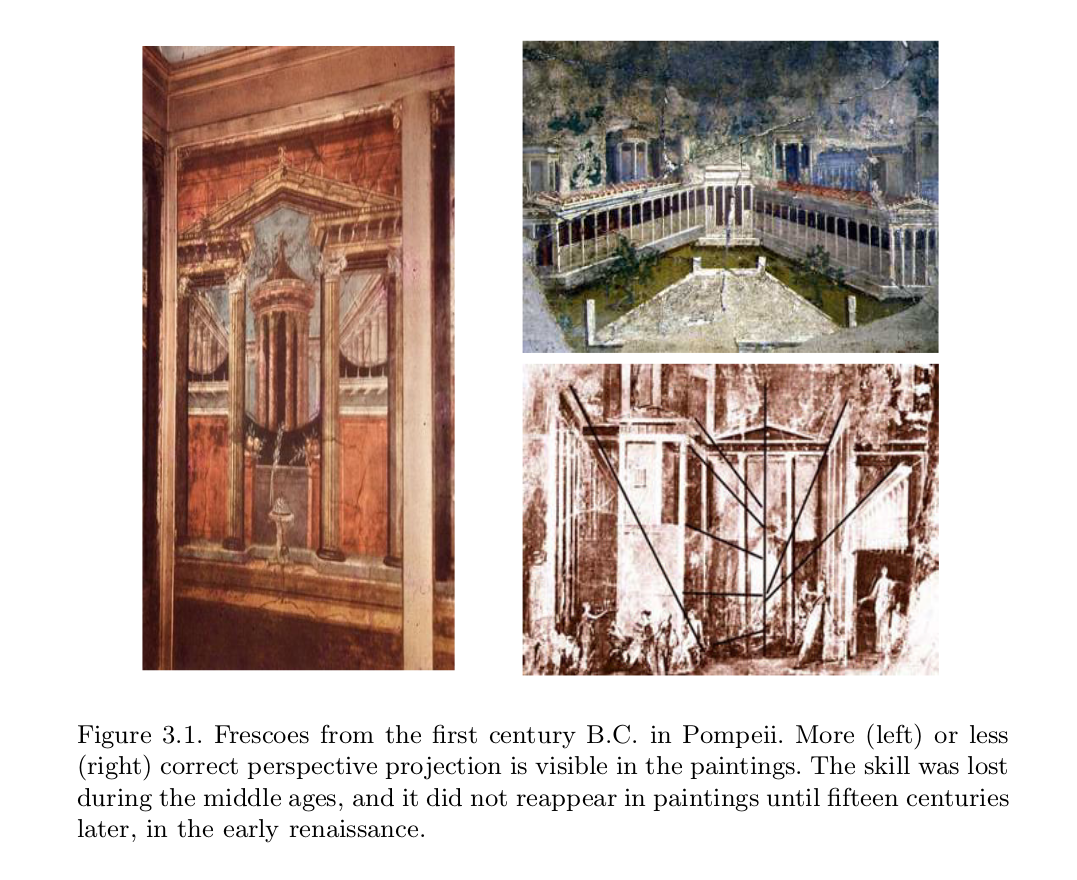 Figure 3.1. Frescoes from the first century B.C. in Pompeii. More (left) or less
(right) correct perspective projection is visible in the paintings. The skill was lost
during the middle ages, and it did not reappear in paintings until fifteen centuries
later, in the early renaissance.